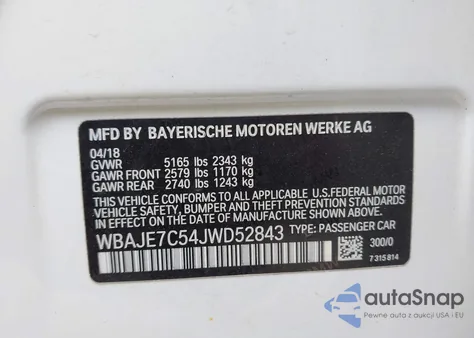 MFD BY BAYERISCHE MOTOREN WERKE AG
04/18
GVWR 5165 lbs 2343 kg
GAWR FRONT 2579 lbs 1170 kg
GAWR REAR 2740 lbs 1243 kg
THIS VEHICLE CONFORMS TO ALL APPLICABLE U.S.FEDERAL MOTOR
VEHICLE SAFETY, BUMPER, AND THEFT PREVENTION STANDARDS IN
EFFECT ON THE DATE OF MANUFACTURE SHOWN ABOVE.
WBAJE7C54JWD52843 TYPE: PASSENGER CAR
300/0
7 315 814
autoSnap
Pewne auta z aukcji USA i EU